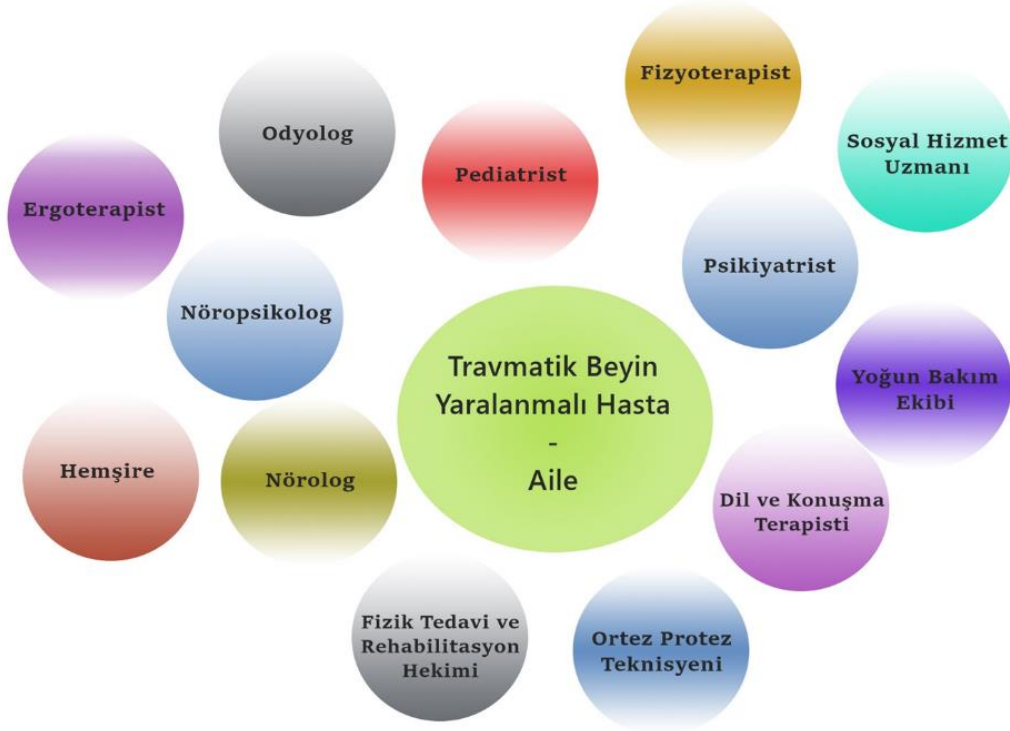 Fizyoterapist
Odyolog
Pediatrist
Sosyal Hizmet
Uzmanı
Ergoterapist
Psikiyatrist
Nöropsikolog
Travmatik Beyin
Yaralanmalı Hasta
-
Aile
Yoğun Bakım
Ekibi
Hemşire
Nörolog
Dil ve Konuşma
Terapisti
Fizik Tedavi ve
Rehabilitasyon
Hekimi
Ortez Protez
Teknisyeni